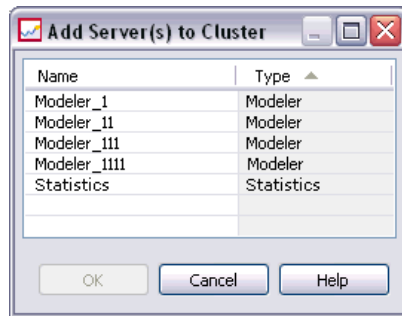 Add Server(s) to Cluster
Name Type
Modeler_1 Modeler
Modeler_11 Modeler
Modeler_111 Modeler
Modeler_1111 Modeler
Statistics Statistics
OK Cancel Help